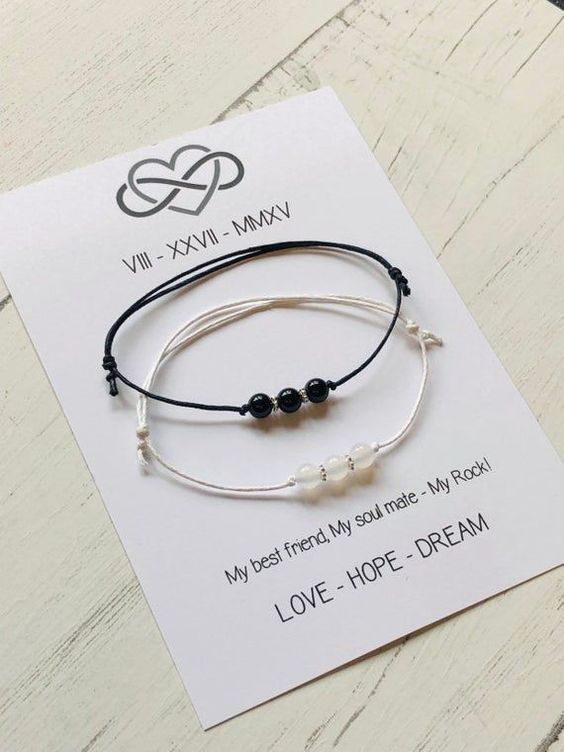 VIII - XXVII - MMXV
My best friend, My soul mate - My Rock!
LOVE - HOPE - DREAM